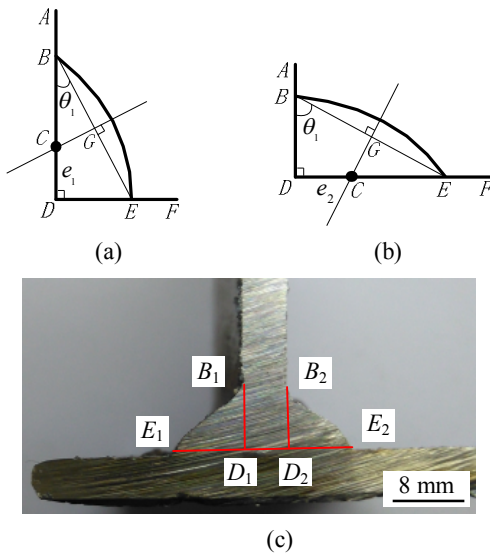 A
B
θ₁
C
G
e₁
D
E
F
(a)
A
B
θ₁
G
D
e₂
C
E
F
(b)
B₁
B₂
E₁
E₂
D₁
D₂
8 mm
(c)